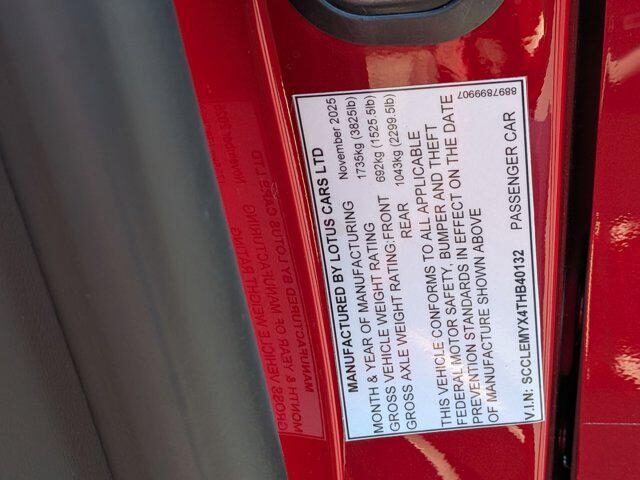 MANUFACTURED BY LOTUS CARS LTD
MONTH & YEAR OF MANUFACTURING November 2025
GROSS VEHICLE WEIGHT RATING 1735kg (3825lb)
GROSS AXLE WEIGHT RATING:FRONT 692kg (1525.5lb)
REAR 1043kg (2299.5lb)
THIS VEHICLE CONFORMS TO ALL APPLICABLE
FEDERAL MOTOR SAFETY, BUMPER AND THEFT
PREVENTION STANDARDS IN EFFECT ON THE DATE
OF MANUFACTURE SHOWN ABOVE
V.I.N: SCCLEMYX4THB40132 PASSENGER CAR
8897899907